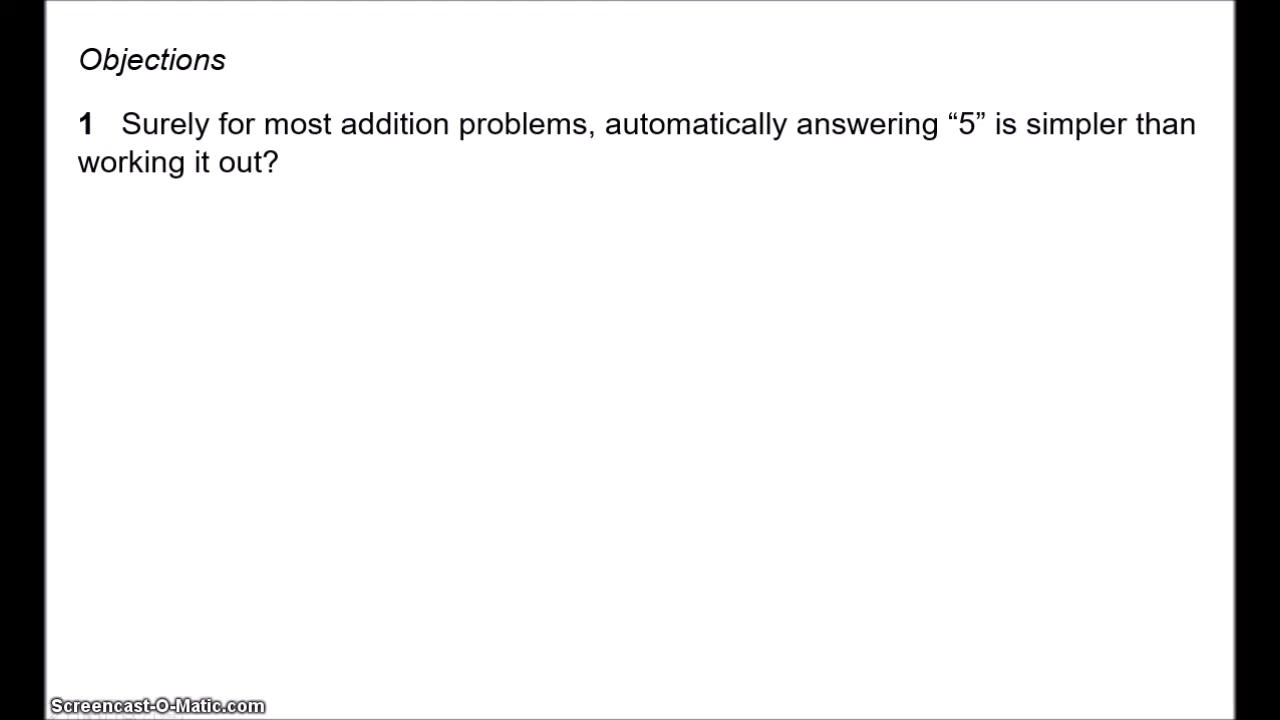 Objections
1 Surely for most addition problems, automatically answering “5” is simpler than
working it out?
Screencast-O-Matic.com